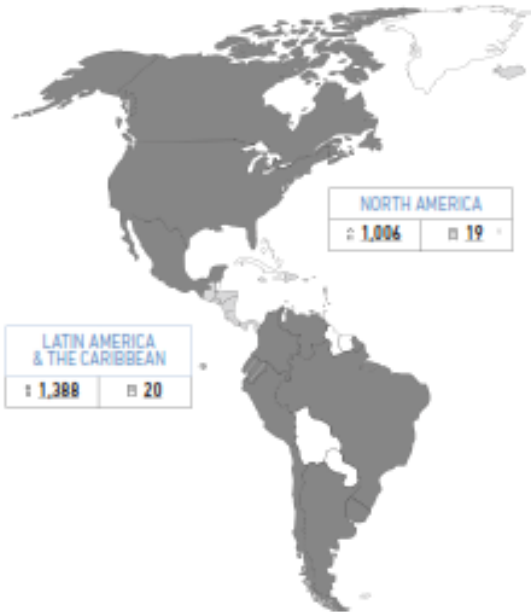 NORTH AMERICA
1,006 19
LATIN AMERICA
& THE CARIBBEAN
1,388 20